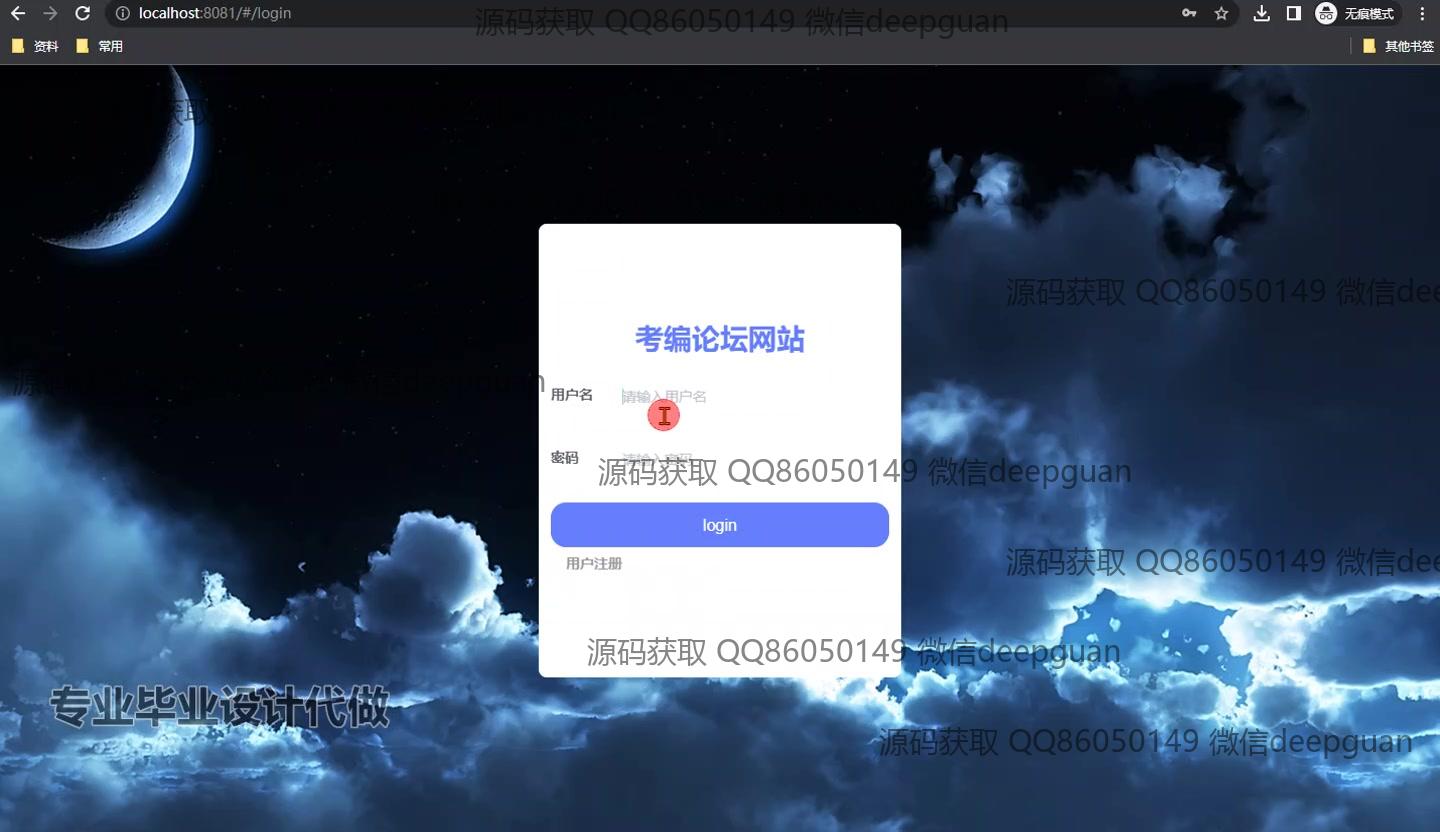 localhost:8081/#/login
无痕模式
源码获取 QQ86050149 微信deepguan
资料
常用
其他书签
源码获取 QQ86050149 微信dee
考编论坛网站
用户名
请输入用户名
密码
请输入密码
源码获取 QQ86050149 微信deepguan
login
用户注册
源码获取 QQ86050149 微信dee
源码获取 QQ86050149 微信deepguan
专业毕业设计代做
源码获取 QQ86050149 微信deepguan